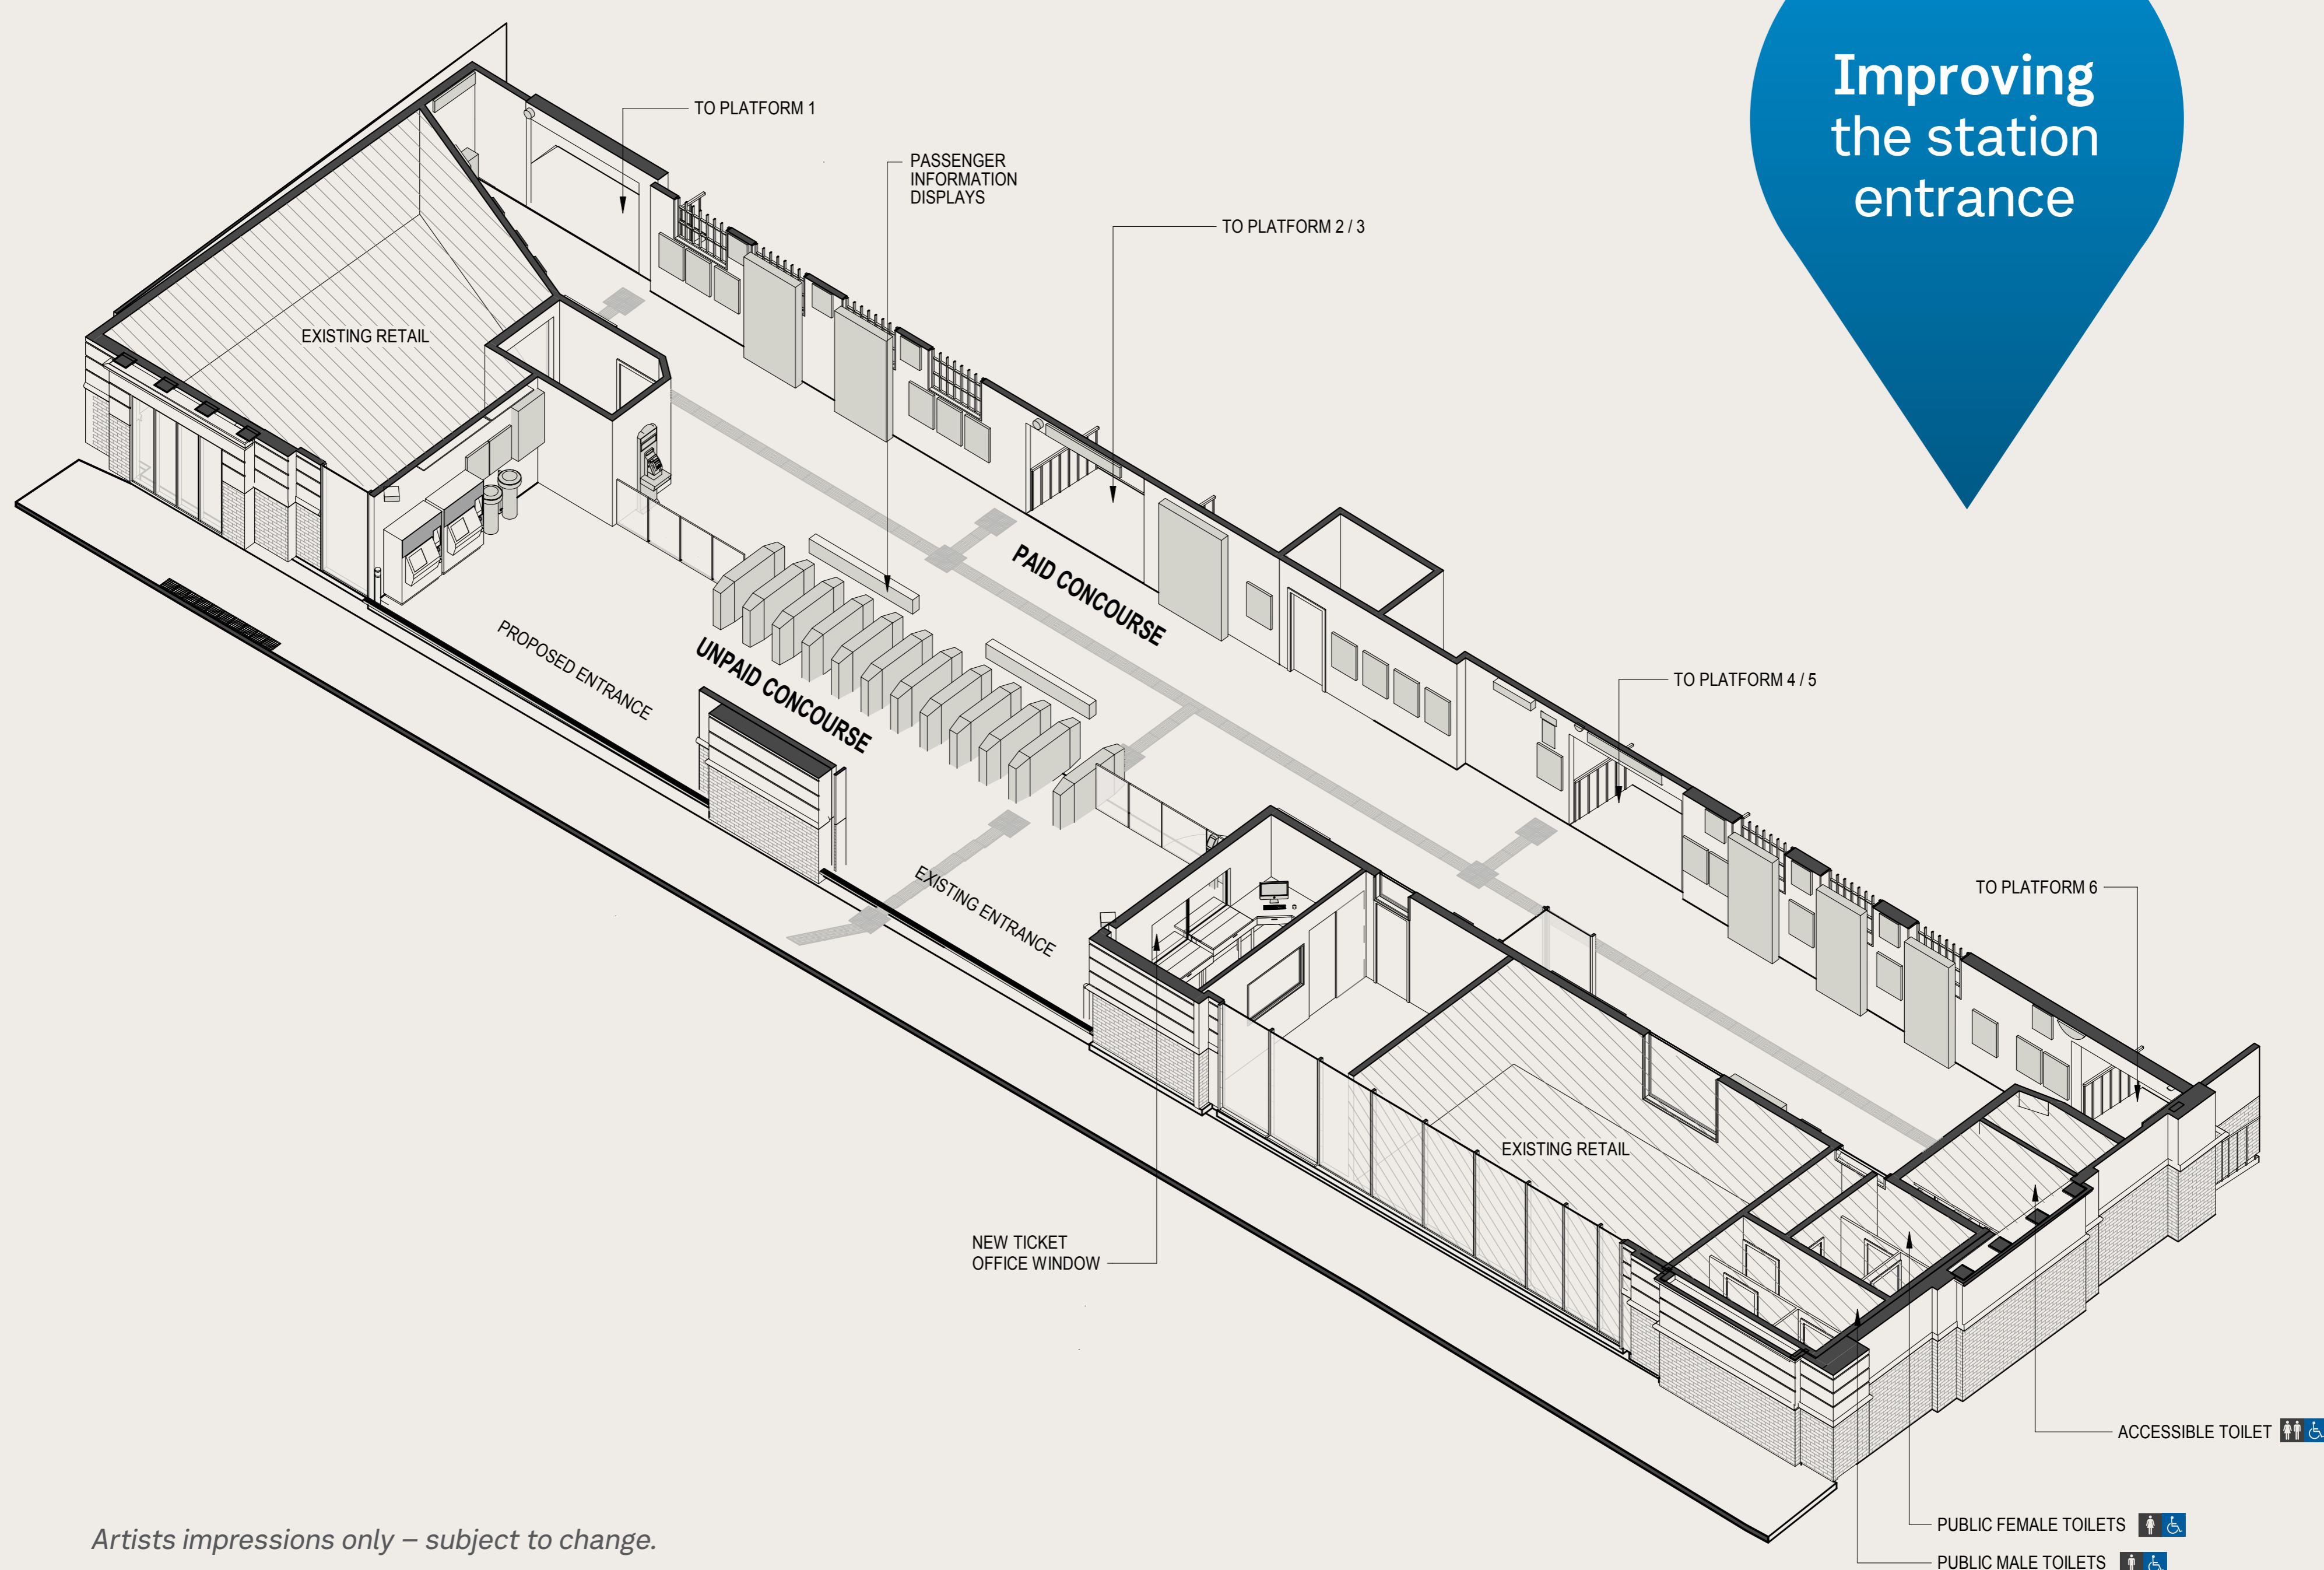 Improving
the station
entrance
TO PLATFORM 1
PASSENGER
INFORMATION
DISPLAYS
TO PLATFORM 2 / 3
EXISTING RETAIL
PAID CONCOURSE
PROPOSED ENTRANCE
UNPAID CONCOURSE
TO PLATFORM 4 / 5
EXISTING ENTRANCE
TO PLATFORM 6
EXISTING RETAIL
NEW TICKET
OFFICE WINDOW
ACCESSIBLE TOILET
PUBLIC FEMALE TOILETS
PUBLIC MALE TOILETS
Artists impressions only – subject to change.